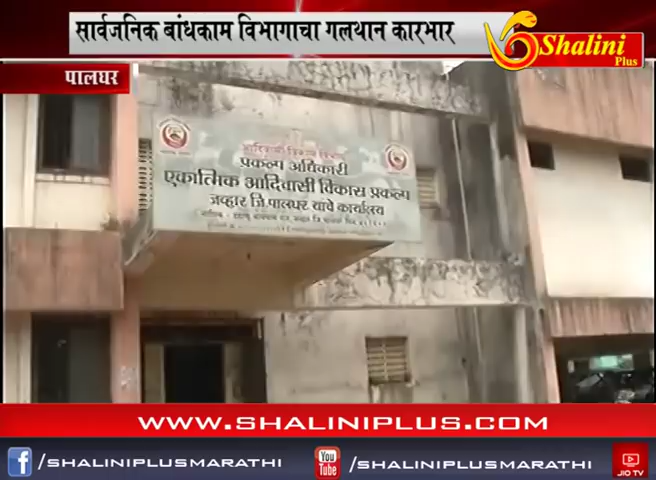 सार्वजनिक बांधकाम विभागाचा गलथान कारभार
Shalini
Plus
पालघर
आदिवासी विकास विभाग
प्रकल्प अधिकारी
एकात्मिक आदिवासी विकास प्रकल्प
जव्हार जि.पालघर यांचे कार्यालय
WWW.SHALINIPLUS.COM
f /SHALINIPLUSMARATHI
You Tube /SHALINIPLUSMARATHI
JIO TV